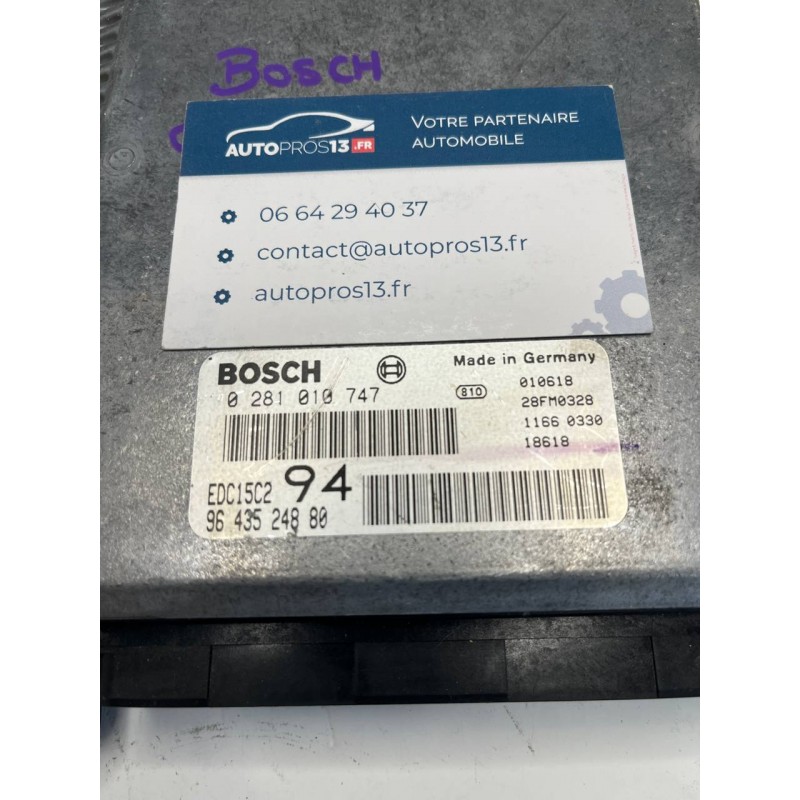 BOSCH
AUTOPROS13.FR
VOTRE PARTENAIRE
AUTOMOBILE
06 64 29 40 37
contact@autopros13.fr
autopros13.fr
BOSCH
Made in Germany
0 281 010 747
810
010618
28FM0328
1166 0330
18618
EDC15C2 94
96 435 248 80